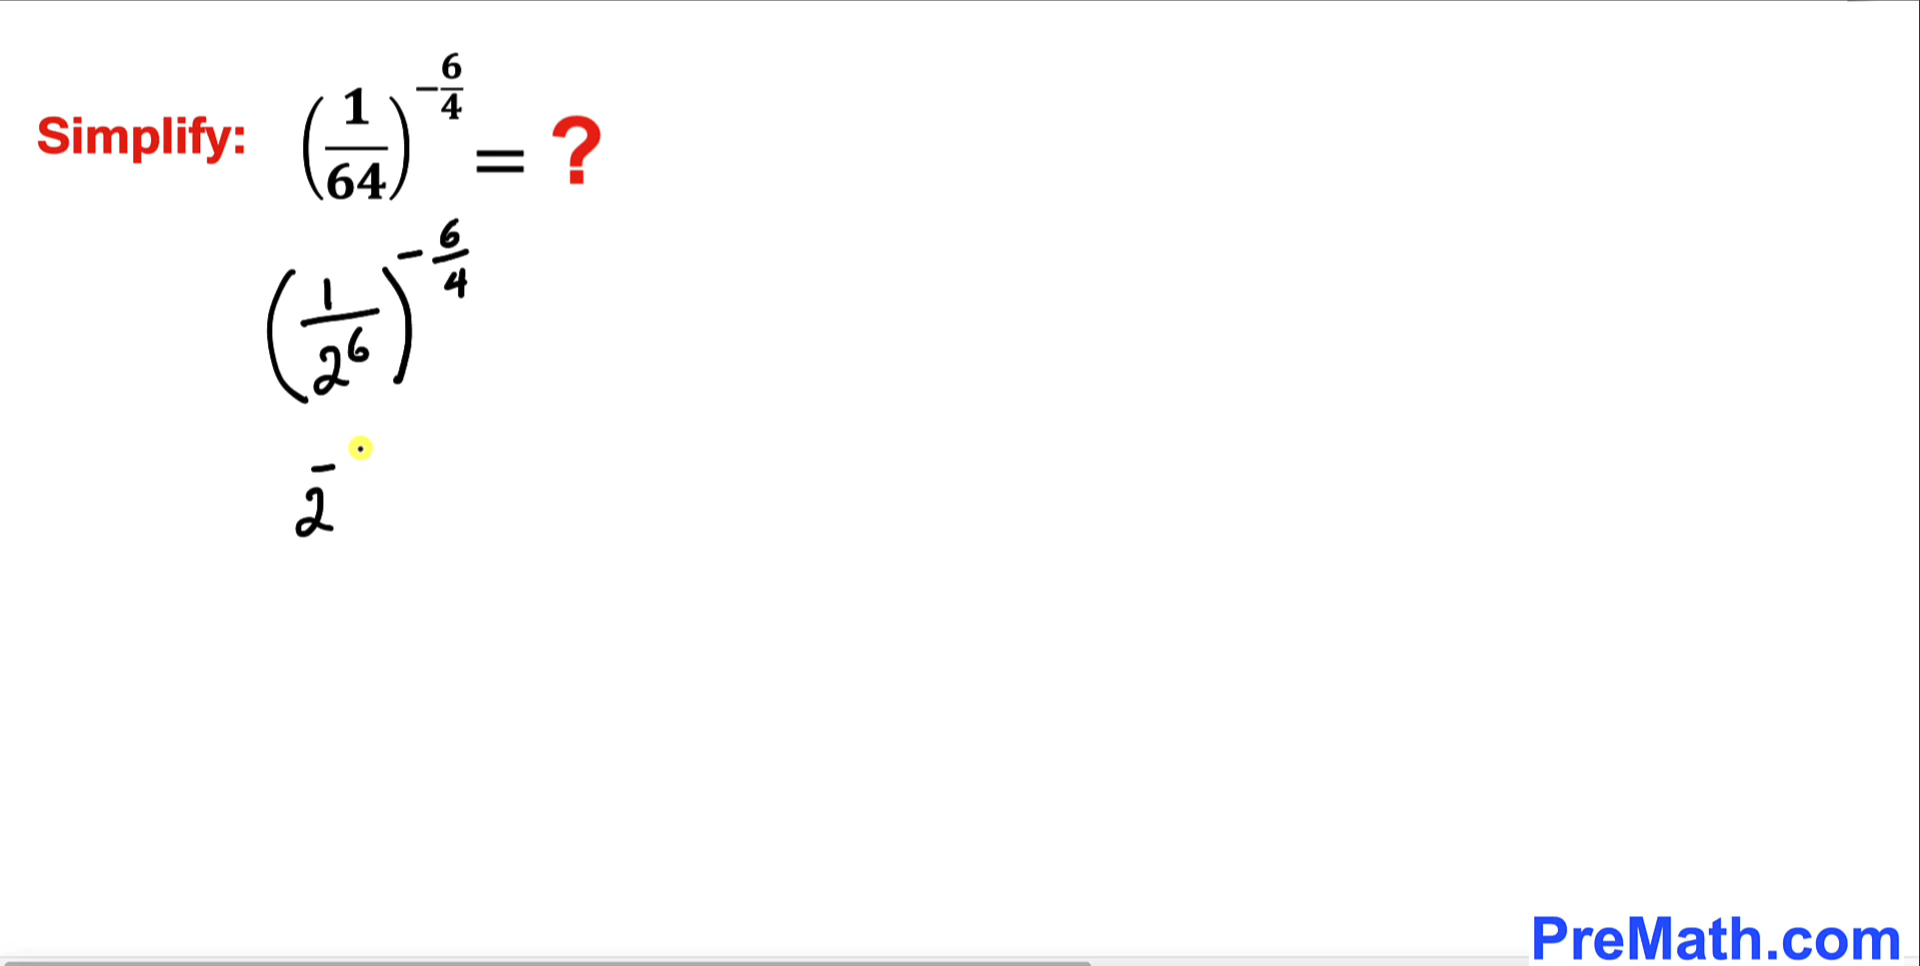 Simplify: (1/64)^(-6/4) = ?
(1/2^6)^(-6/4)
2^-
PreMath.com